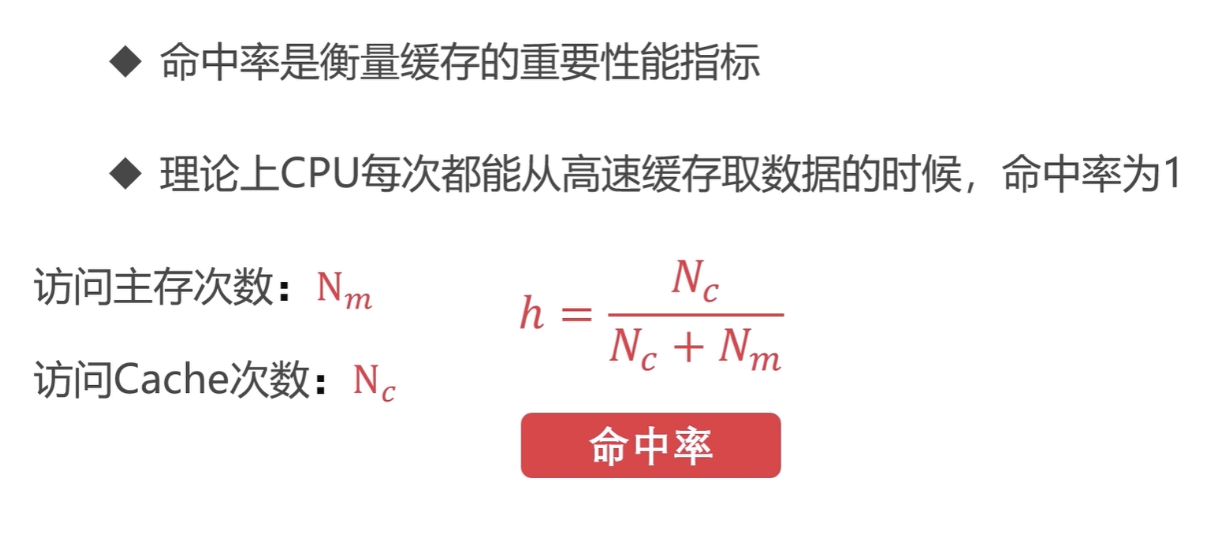 ◆ 命中率是衡量缓存的重要性能指标
◆ 理论上CPU每次都能从高速缓存取数据的时候，命中率为1
访问主存次数：N_m
访问Cache次数：N_c
h = N_c / (N_c + N_m)
命中率